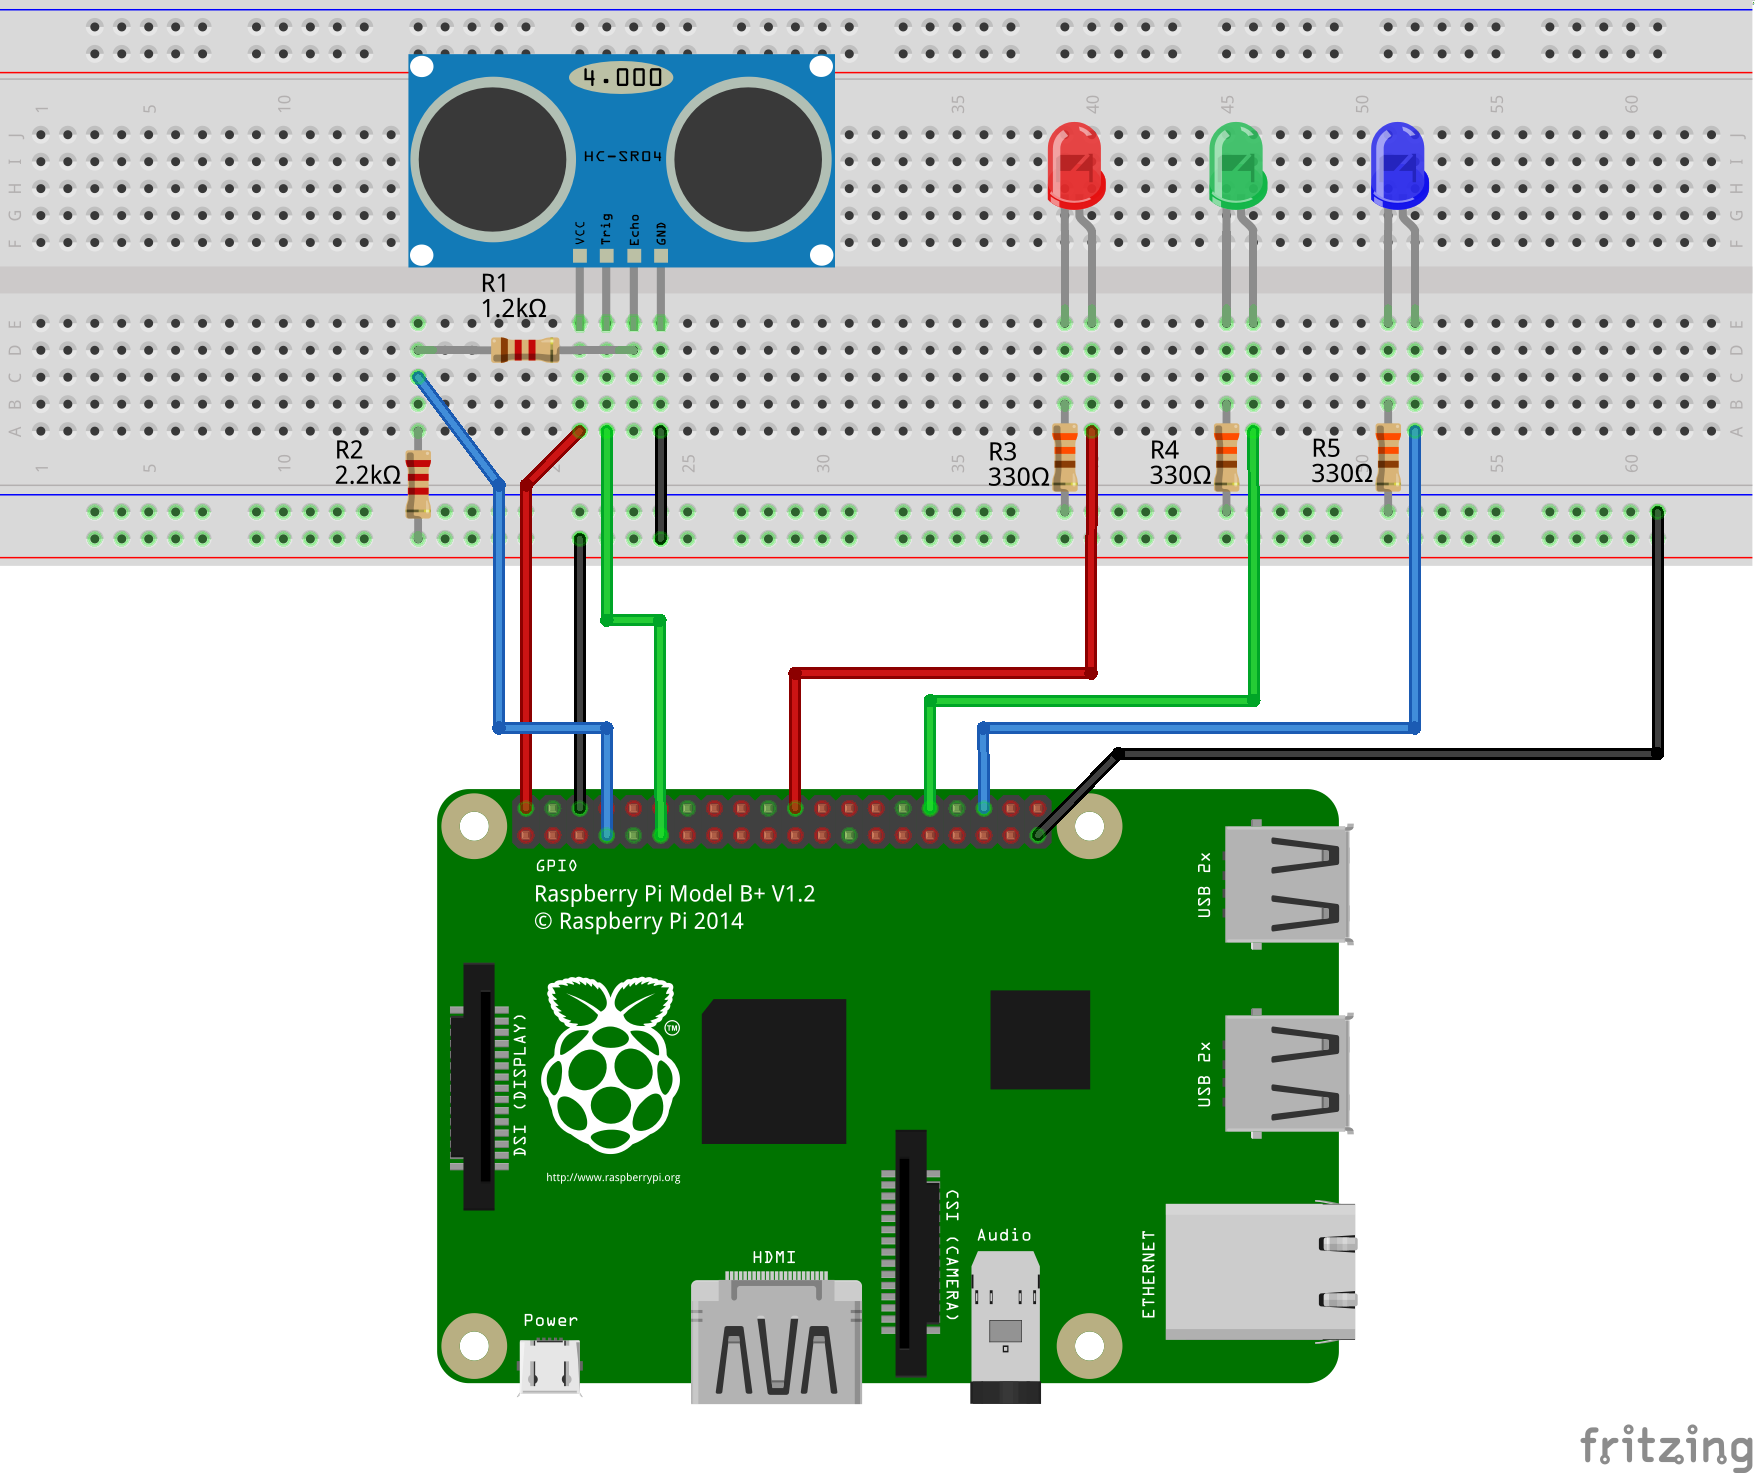 1 5 10 35 40 45 50 55 60
J
I
H
G
F
4.000
HC-SR04
VCC Trig Echo GND
R1
1.2kΩ
E
D
C
B
A
R2
2.2kΩ
R3
330Ω
R4
330Ω
R5
330Ω
1 5 10 25 30 35 55 60
J
I
H
G
F
E
D
C
B
A
GPIO
Raspberry Pi Model B+ V1.2
© Raspberry Pi 2014
USB 2x
TM
DSI (DISPLAY)
USB 2x
http://www.raspberrypi.org
CSI (CAMERA)
Audio
ETHERNET
HDMI
Power
fritzing